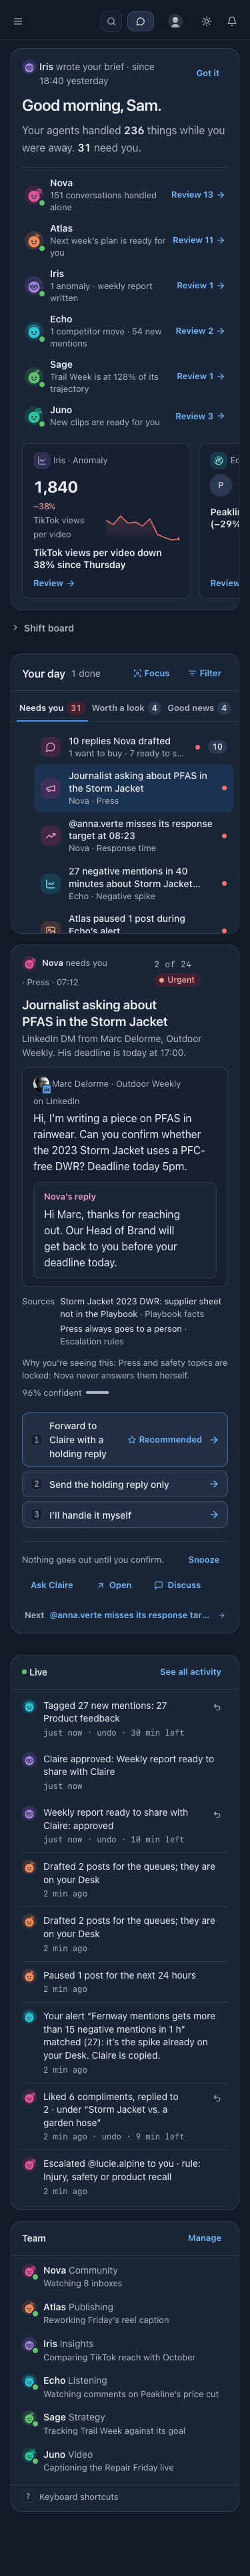 Iris wrote your brief · since
18:40 yesterday
Got it
Good morning, Sam.
Your agents handled 236 things while you
were away. 31 need you.
Nova
151 conversations handled
alone
Review 13 →
Atlas
Next week's plan is ready for
you
Review 11 →
Iris
1 anomaly · weekly report
written
Review 1 →
Echo
1 competitor move · 54 new
mentions
Review 2 →
Sage
Trail Week is at 128% of its
trajectory
Review 1 →
Juno
New clips are ready for you
Review 3 →
Iris · Anomaly
1,840
−38%
TikTok views
per video
TikTok views per video down
38% since Thursday
Review →
P
(−29%
Shift board
Your day 1 done
Focus
Filter
Needs you 31
Worth a look 4
Good news 4
10 replies Nova drafted
1 want to buy · 7 ready to s...
10
Journalist asking about PFAS in
the Storm Jacket
Nova · Press
@anna.verte misses its response
target at 08:23
Nova · Response time
27 negative mentions in 40
minutes about Storm Jacket...
Echo · Negative spike
Atlas paused 1 post during
Echo's alert
Nova needs you
· Press · 07:12
2 of 24
Urgent
Journalist asking about
PFAS in the Storm Jacket
LinkedIn DM from Marc Delorme, Outdoor
Weekly. His deadline is today at 17:00.
Marc Delorme · Outdoor Weekly
on LinkedIn
Hi, I'm writing a piece on PFAS in
rainwear. Can you confirm whether
the 2023 Storm Jacket uses a PFC-
free DWR? Deadline today 5pm.
Nova's reply
Hi Marc, thanks for reaching
out. Our Head of Brand will
get back to you before your
deadline today.
Sources Storm Jacket 2023 DWR: supplier sheet
not in the Playbook · Playbook facts
Press always goes to a person ·
Escalation rules
Why you're seeing this: Press and safety topics are
locked: Nova never answers them herself.
96% confident
1
Forward to
Claire with a
holding reply
Recommended →
2 Send the holding reply only →
3 I'll handle it myself →
Nothing goes out until you confirm.
Snooze
Ask Claire
Open
Discuss
Next @anna.verte misses its response tar... →
Live
See all activity
Tagged 27 new mentions: 27
Product feedback
just now · undo · 30 min left
Claire approved: Weekly report ready to
share with Claire
just now
Weekly report ready to share with
Claire: approved
just now · undo · 10 min left
Drafted 2 posts for the queues; they are
on your Desk
2 min ago
Drafted 2 posts for the queues; they are
on your Desk
2 min ago
Paused 1 post for the next 24 hours
2 min ago
Your alert “Fernway mentions gets more
than 15 negative mentions in 1 h”
matched (27): it's the spike already on
your Desk. Claire is copied.
2 min ago
Liked 6 compliments, replied to
2 · under “Storm Jacket vs. a
garden hose”
2 min ago · undo · 9 min left
Escalated @lucie.alpine to you · rule:
Injury, safety or product recall
2 min ago
Team
Manage
Nova Community
Watching 8 inboxes
Atlas Publishing
Reworking Friday's reel caption
Iris Insights
Comparing TikTok reach with October
Echo Listening
Watching comments on Peakline's price cut
Sage Strategy
Tracking Trail Week against its goal
Juno Video
Captioning the Repair Friday live
? Keyboard shortcuts